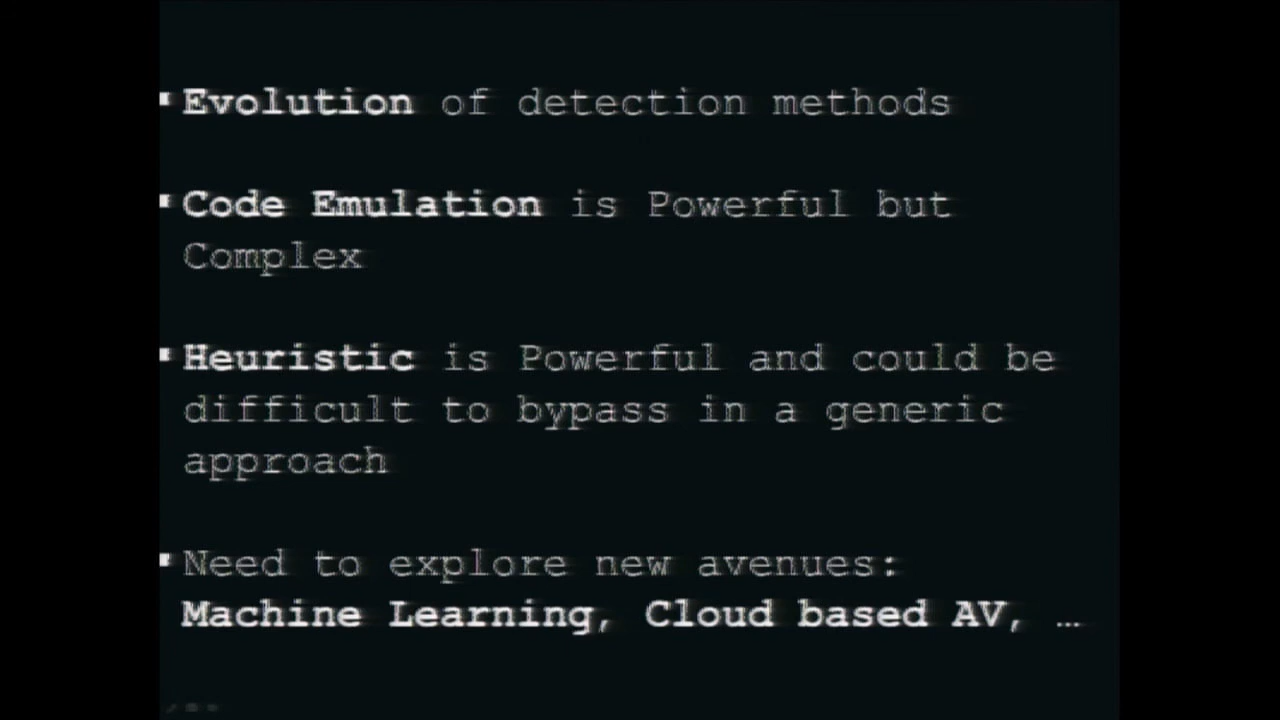 Evolution of detection methods
Code Emulation is Powerful but
Complex
Heuristic is Powerful and could be
difficult to bypass in a generic
approach
Need to explore new avenues:
Machine Learning, Cloud based AV, …